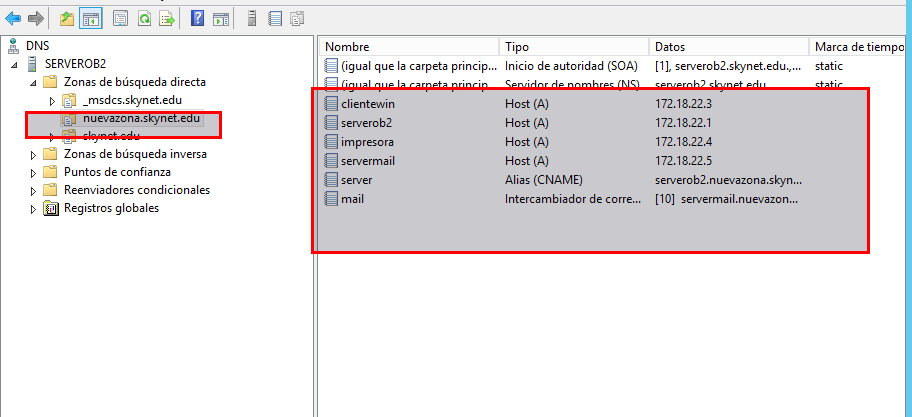 DNS
SERVEROB2
Zonas de búsqueda directa
_msdcs.skynet.edu
nuevazona.skynet.edu
skynet.edu
Zonas de búsqueda inversa
Puntos de confianza
Reenviadores condicionales
Registros globales
Nombre Tipo Datos Marca de tiempo
(igual que la carpeta princip... Inicio de autoridad (SOA) [1], serverob2.skynet.edu.,... static
(igual que la carpeta princip... Servidor de nombres (NS) serverob2.skynet.edu. static
clientewin Host (A) 172.18.22.3
serverob2 Host (A) 172.18.22.1
impresora Host (A) 172.18.22.4
servermail Host (A) 172.18.22.5
server Alias (CNAME) serverob2.nuevazona.skyn...
mail Intercambiador de corre... [10] servermail.nuevazon...